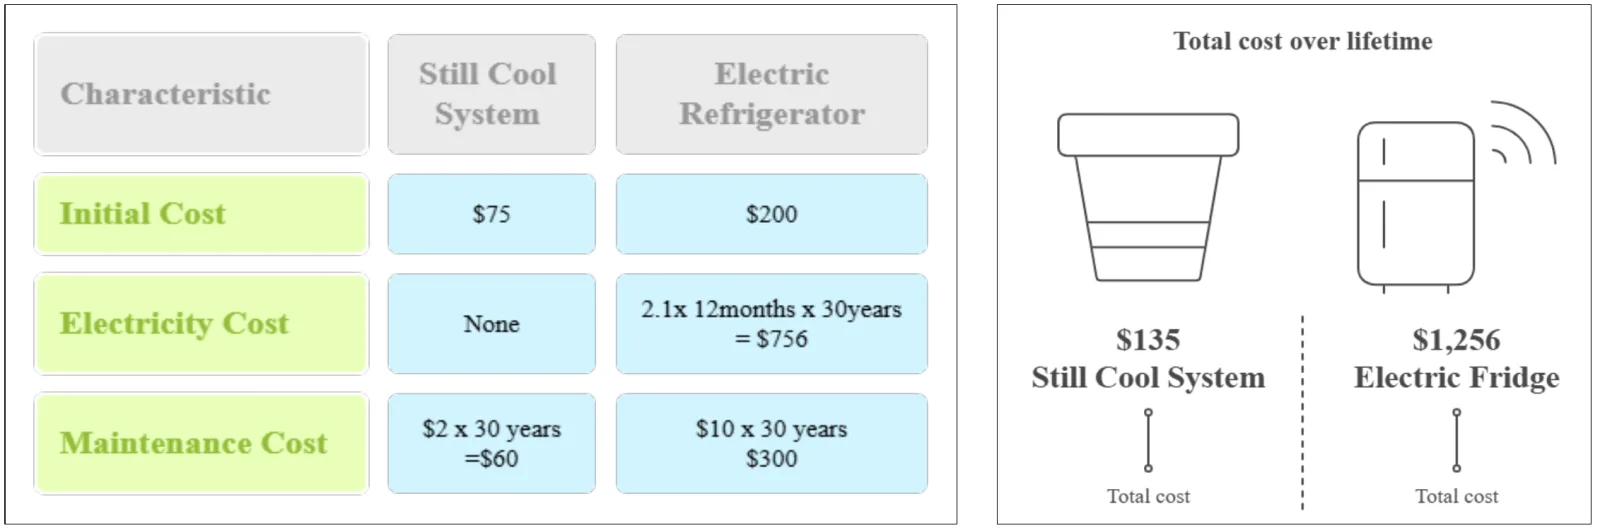 Characteristic
Still Cool
System
Electric
Refrigerator
Initial Cost
$75
$200
Electricity Cost
None
2.1x 12months x 30years
= $756
Maintenance Cost
$2 x 30 years
=$60
$10 x 30 years
$300
Total cost over lifetime
$135
Still Cool System
Total cost
$1,256
Electric Fridge
Total cost